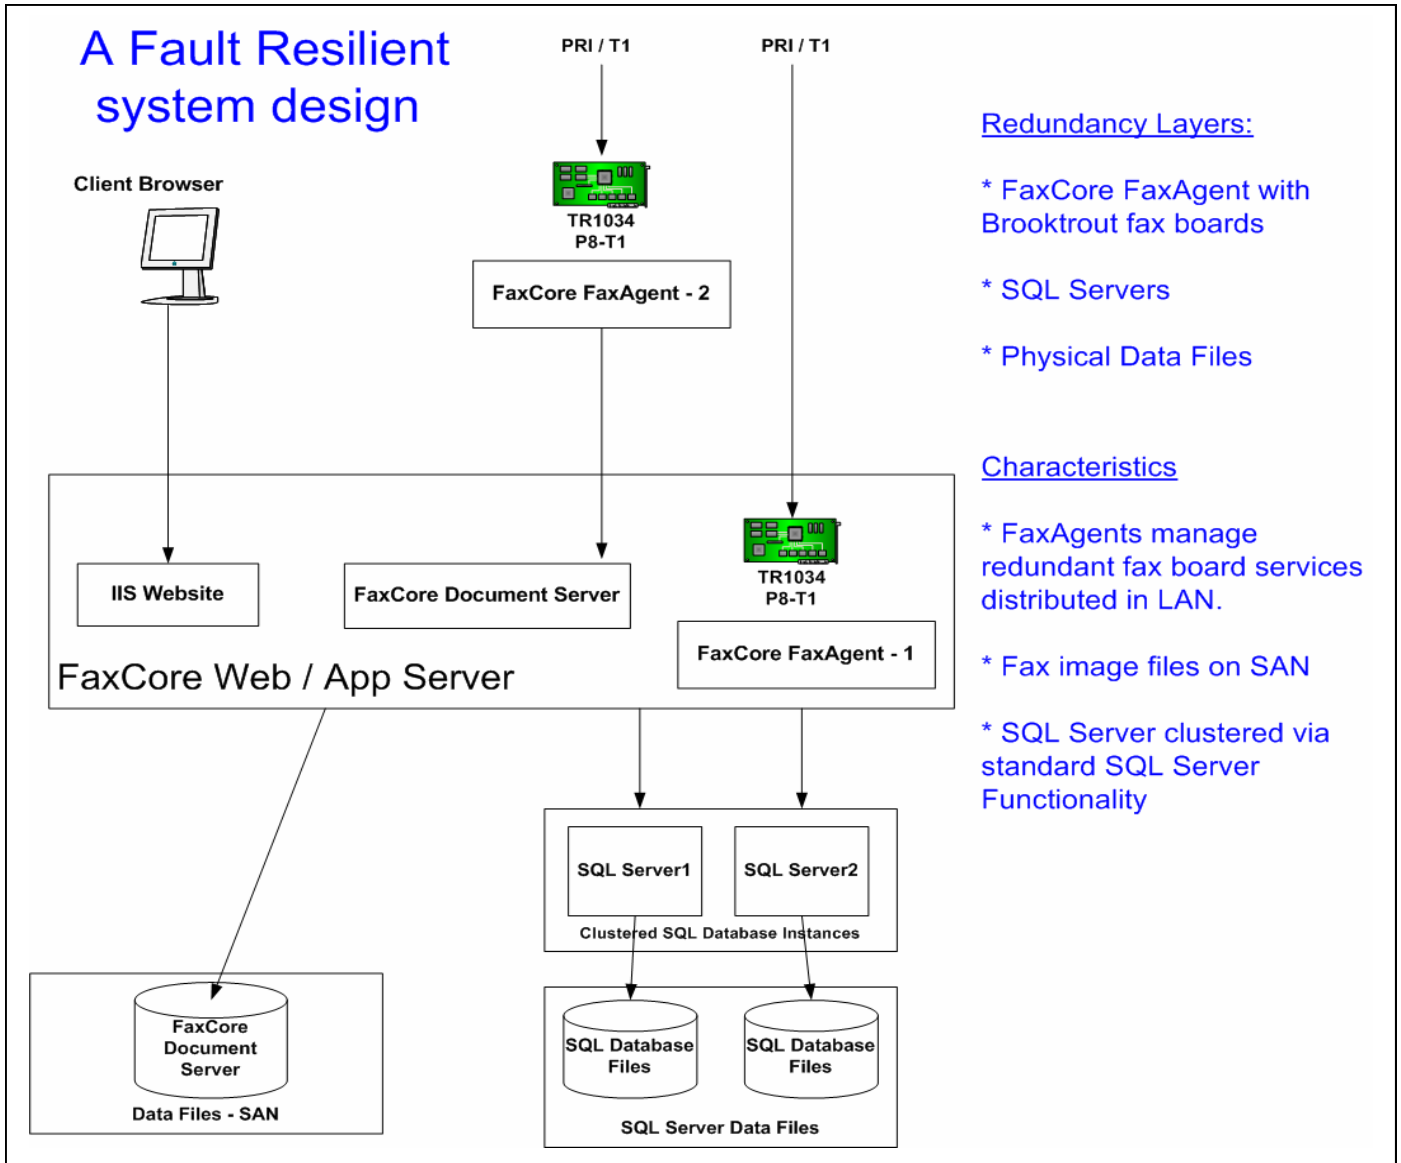 A Fault Resilient
system design
PRI / T1
PRI / T1
Client Browser
TR1034
P8-T1
FaxCore FaxAgent - 2
Redundancy Layers:
* FaxCore FaxAgent with
Brooktrout fax boards
* SQL Servers
* Physical Data Files
Characteristics
* FaxAgents manage
redundant fax board services
distributed in LAN.
* Fax image files on SAN
* SQL Server clustered via
standard SQL Server
Functionality
IIS Website
FaxCore Document Server
TR1034
P8-T1
FaxCore FaxAgent - 1
FaxCore Web / App Server
SQL Server1
SQL Server2
Clustered SQL Database Instances
FaxCore
Document
Server
Data Files - SAN
SQL Database
Files
SQL Database
Files
SQL Server Data Files